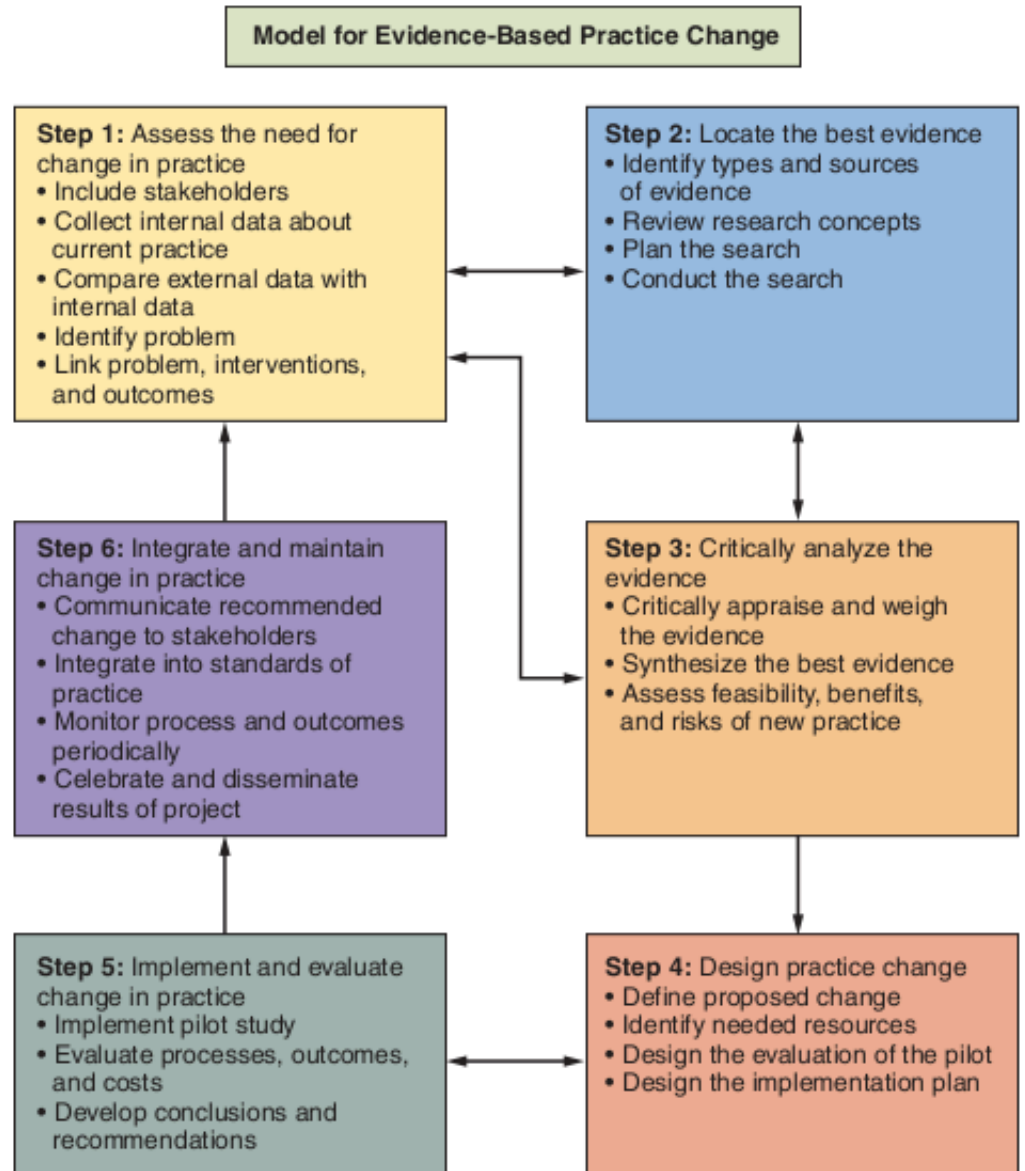 Model for Evidence-Based Practice Change
Step 1: Assess the need for
change in practice
• Include stakeholders
• Collect internal data about
current practice
• Compare external data with
internal data
• Identify problem
• Link problem, interventions,
and outcomes
Step 2: Locate the best evidence
• Identify types and sources
of evidence
• Review research concepts
• Plan the search
• Conduct the search
Step 3: Critically analyze the
evidence
• Critically appraise and weigh
the evidence
• Synthesize the best evidence
• Assess feasibility, benefits,
and risks of new practice
Step 4: Design practice change
• Define proposed change
• Identify needed resources
• Design the evaluation of the pilot
• Design the implementation plan
Step 5: Implement and evaluate
change in practice
• Implement pilot study
• Evaluate processes, outcomes,
and costs
• Develop conclusions and
recommendations
Step 6: Integrate and maintain
change in practice
• Communicate recommended
change to stakeholders
• Integrate into standards of
practice
• Monitor process and outcomes
periodically
• Celebrate and disseminate
results of project